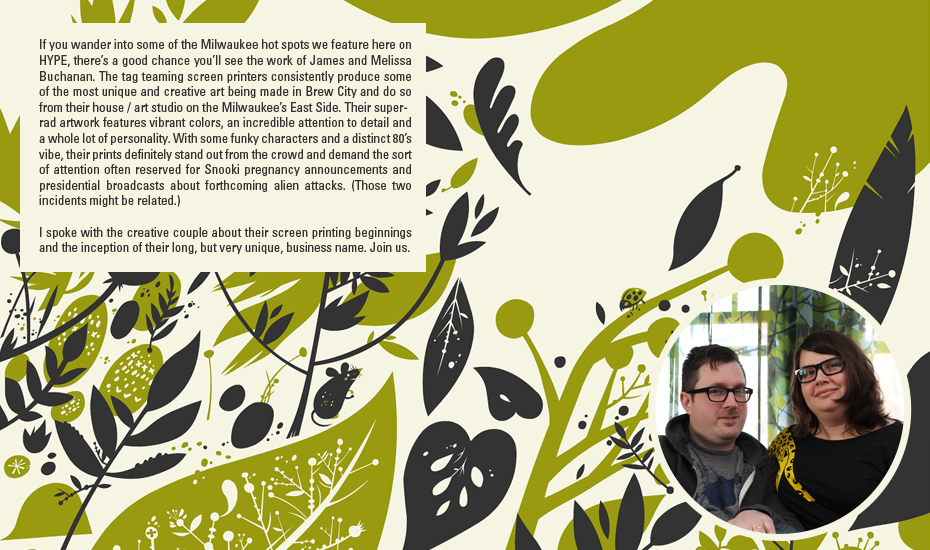 If you wander into some of the Milwaukee hot spots we feature here on
HYPE, there's a good chance you'll see the work of James and Melissa
Buchanan. The tag teaming screen printers consistently produce some
of the most unique and creative art being made in Brew City and do so
from their house / art studio on the Milwaukee's East Side. Their super-
rad artwork features vibrant colors, an incredible attention to detail and
a whole lot of personality. With some funky characters and a distinct 80's
vibe, their prints definitely stand out from the crowd and demand the sort
of attention often reserved for Snooki pregnancy announcements and
presidential broadcasts about forthcoming alien attacks. (Those two
incidents might be related.)
I spoke with the creative couple about their screen printing beginnings
and the inception of their long, but very unique, business name. Join us.